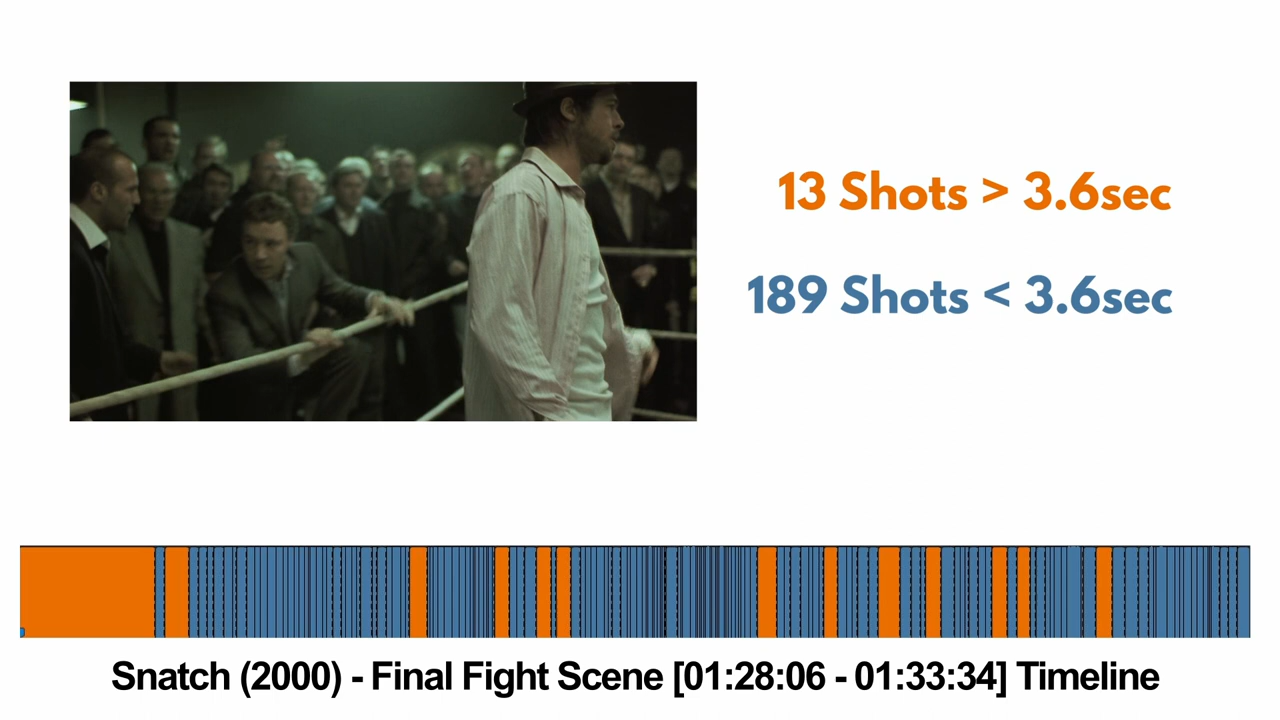 13 Shots > 3.6sec
189 Shots < 3.6sec
Snatch (2000) - Final Fight Scene [01:28:06 - 01:33:34] Timeline